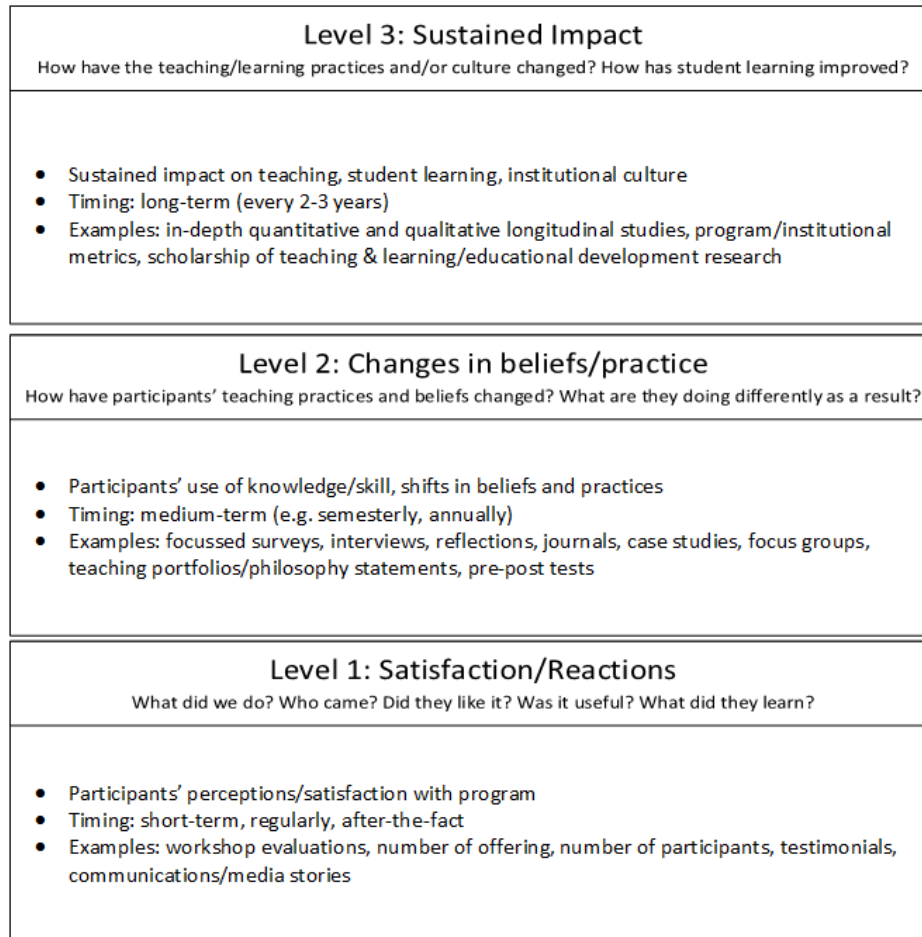 Level 3: Sustained Impact
How have the teaching/learning practices and/or culture changed? How has student learning improved?
• Sustained impact on teaching, student learning, institutional culture
• Timing: long-term (every 2-3 years)
• Examples: in-depth quantitative and qualitative longitudinal studies, program/institutional
metrics, scholarship of teaching & learning/educational development research
Level 2: Changes in beliefs/practice
How have participants' teaching practices and beliefs changed? What are they doing differently as a result?
• Participants' use of knowledge/skill, shifts in beliefs and practices
• Timing: medium-term (e.g. semesterly, annually)
• Examples: focussed surveys, interviews, reflections, journals, case studies, focus groups,
teaching portfolios/philosophy statements, pre-post tests
Level 1: Satisfaction/Reactions
What did we do? Who came? Did they like it? Was it useful? What did they learn?
• Participants' perceptions/satisfaction with program
• Timing: short-term, regularly, after-the-fact
• Examples: workshop evaluations, number of offering, number of participants, testimonials,
communications/media stories